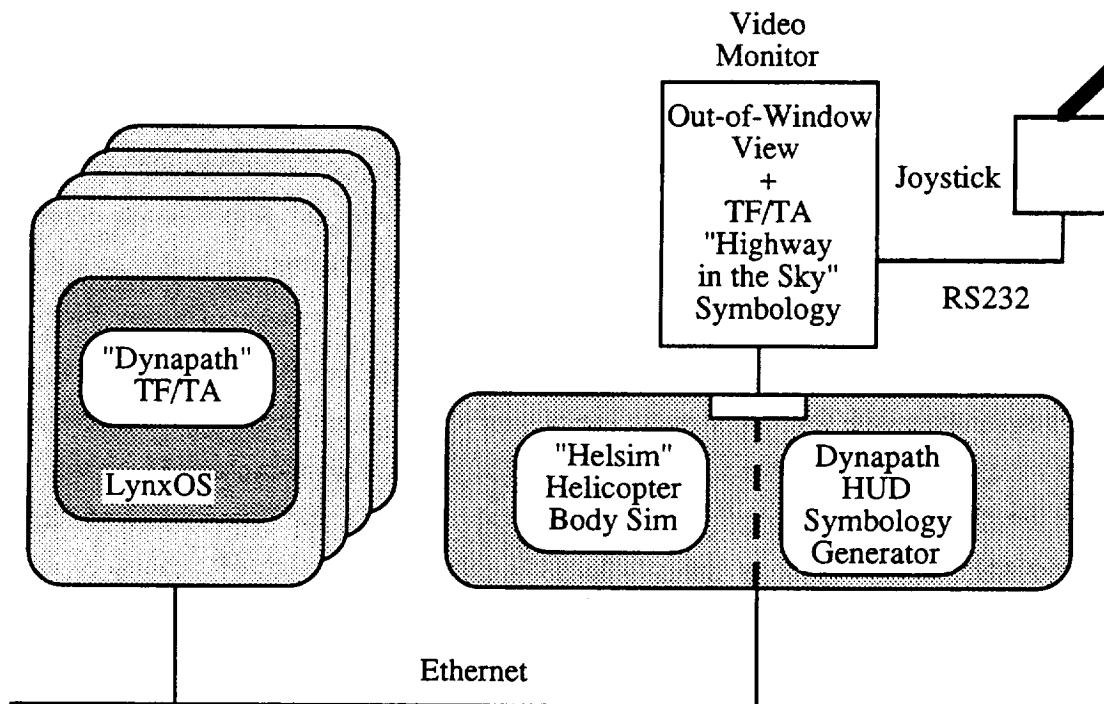 Video
Monitor
Out-of-Window
View
+
TF/TA
"Highway
in the Sky"
Symbology
Joystick
RS232
"Dynapath"
TF/TA
LynxOS
"Helsim"
Helicopter
Body Sim
Dynapath
HUD
Symbology
Generator
Ethernet